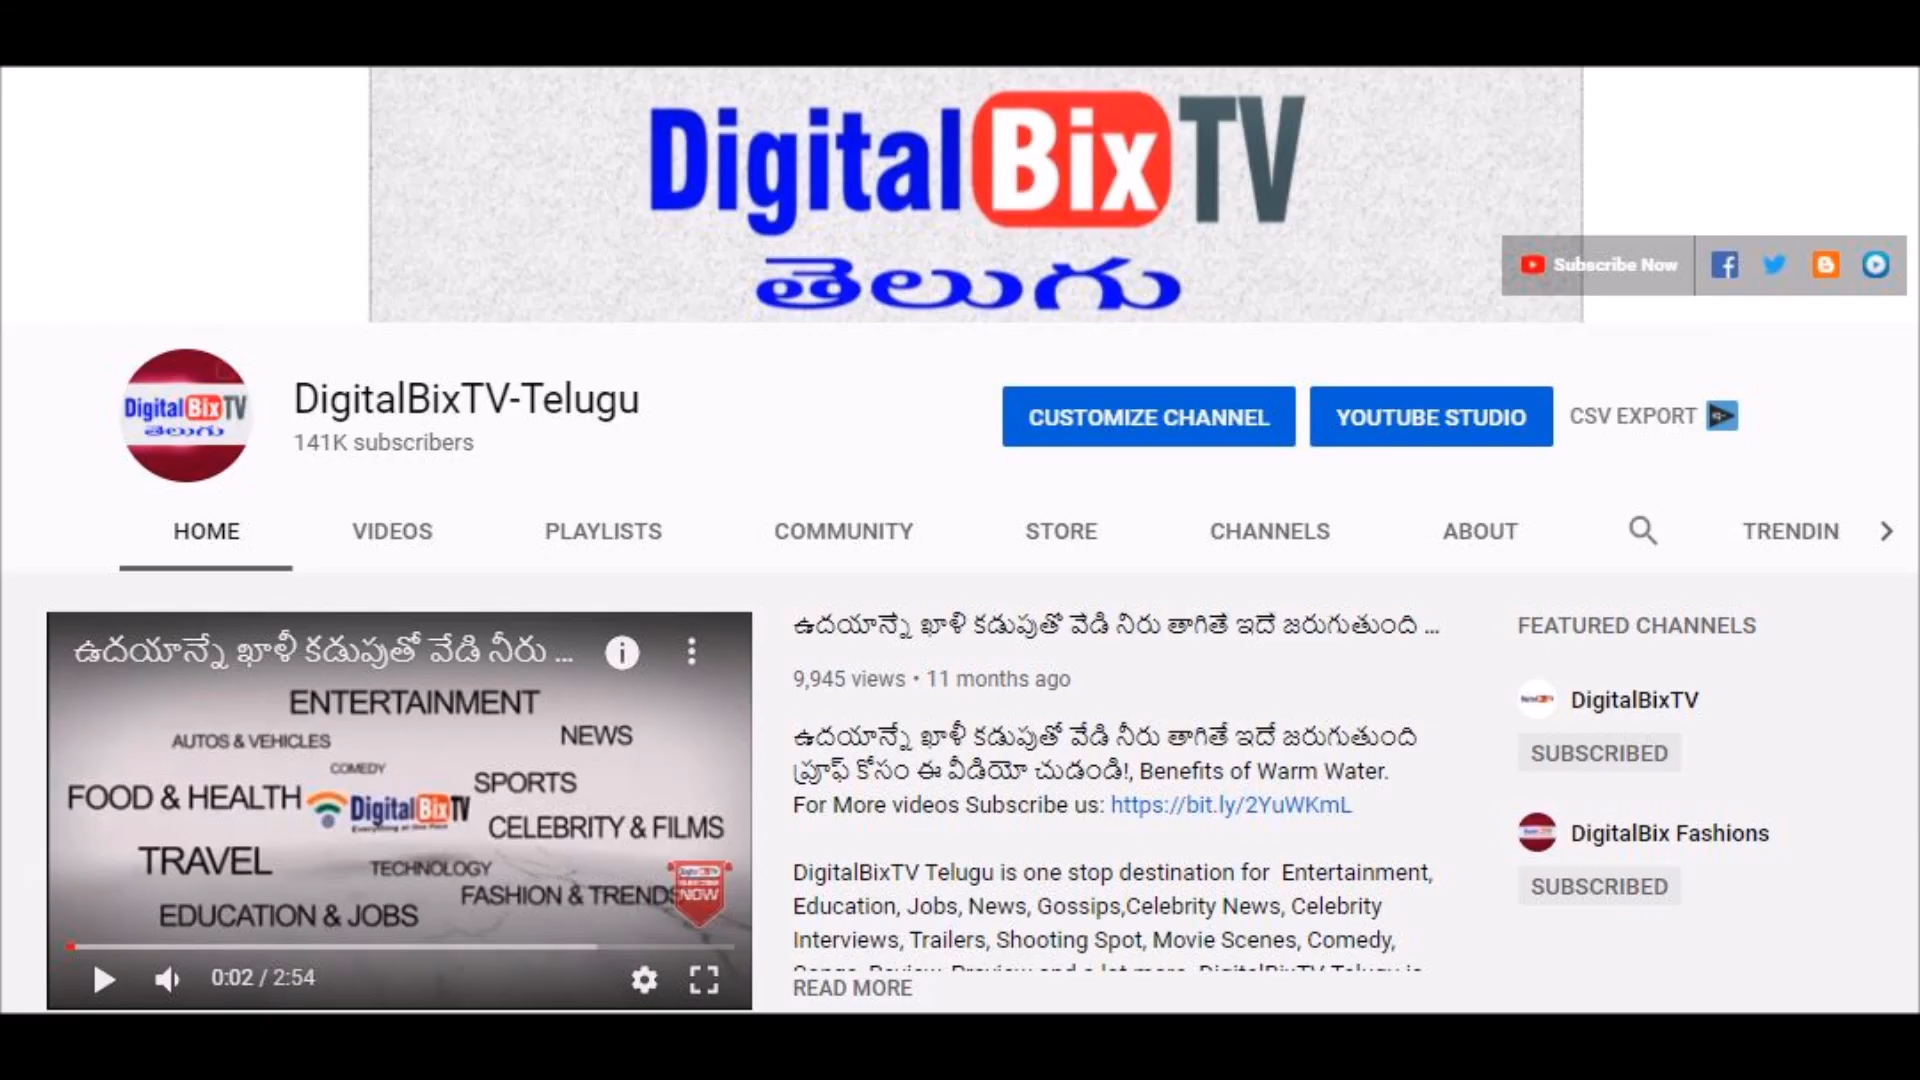 DigitalBixTV
తెలుగు
Subscribe Now
DigitalBixTV
తెలుగు
DigitalBixTV-Telugu
141K subscribers
CUSTOMIZE CHANNEL
YOUTUBE STUDIO
CSV EXPORT
HOME
VIDEOS
PLAYLISTS
COMMUNITY
STORE
CHANNELS
ABOUT
TRENDIN
ఉదయాన్నే ఖాళీ కడుపుతో వేడి నీరు ...
ENTERTAINMENT
AUTOS & VEHICLES
NEWS
COMEDY
SPORTS
FOOD & HEALTH
DigitalBixTV
Everything at One Place
CELEBRITY & FILMS
TRAVEL
TECHNOLOGY
FASHION & TRENDS
NOW
EDUCATION & JOBS
0:02 / 2:54
ఉదయాన్నే ఖాళీ కడుపుతో వేడి నీరు తాగితే ఇదే జరుగుతుంది ...
9,945 views • 11 months ago
ఉదయాన్నే ఖాళీ కడుపుతో వేడి నీరు తాగితే ఇదే జరుగుతుంది
ప్రూఫ్ కోసం ఈ వీడియో చుడండి!, Benefits of Warm Water.
For More videos Subscribe us: https://bit.ly/2YuWKmL
DigitalBixTV Telugu is one stop destination for Entertainment,
Education, Jobs, News, Gossips,Celebrity News, Celebrity
Interviews, Trailers, Shooting Spot, Movie Scenes, Comedy,
READ MORE
FEATURED CHANNELS
DigitalBixTV
SUBSCRIBED
DigitalBix Fashions
SUBSCRIBED